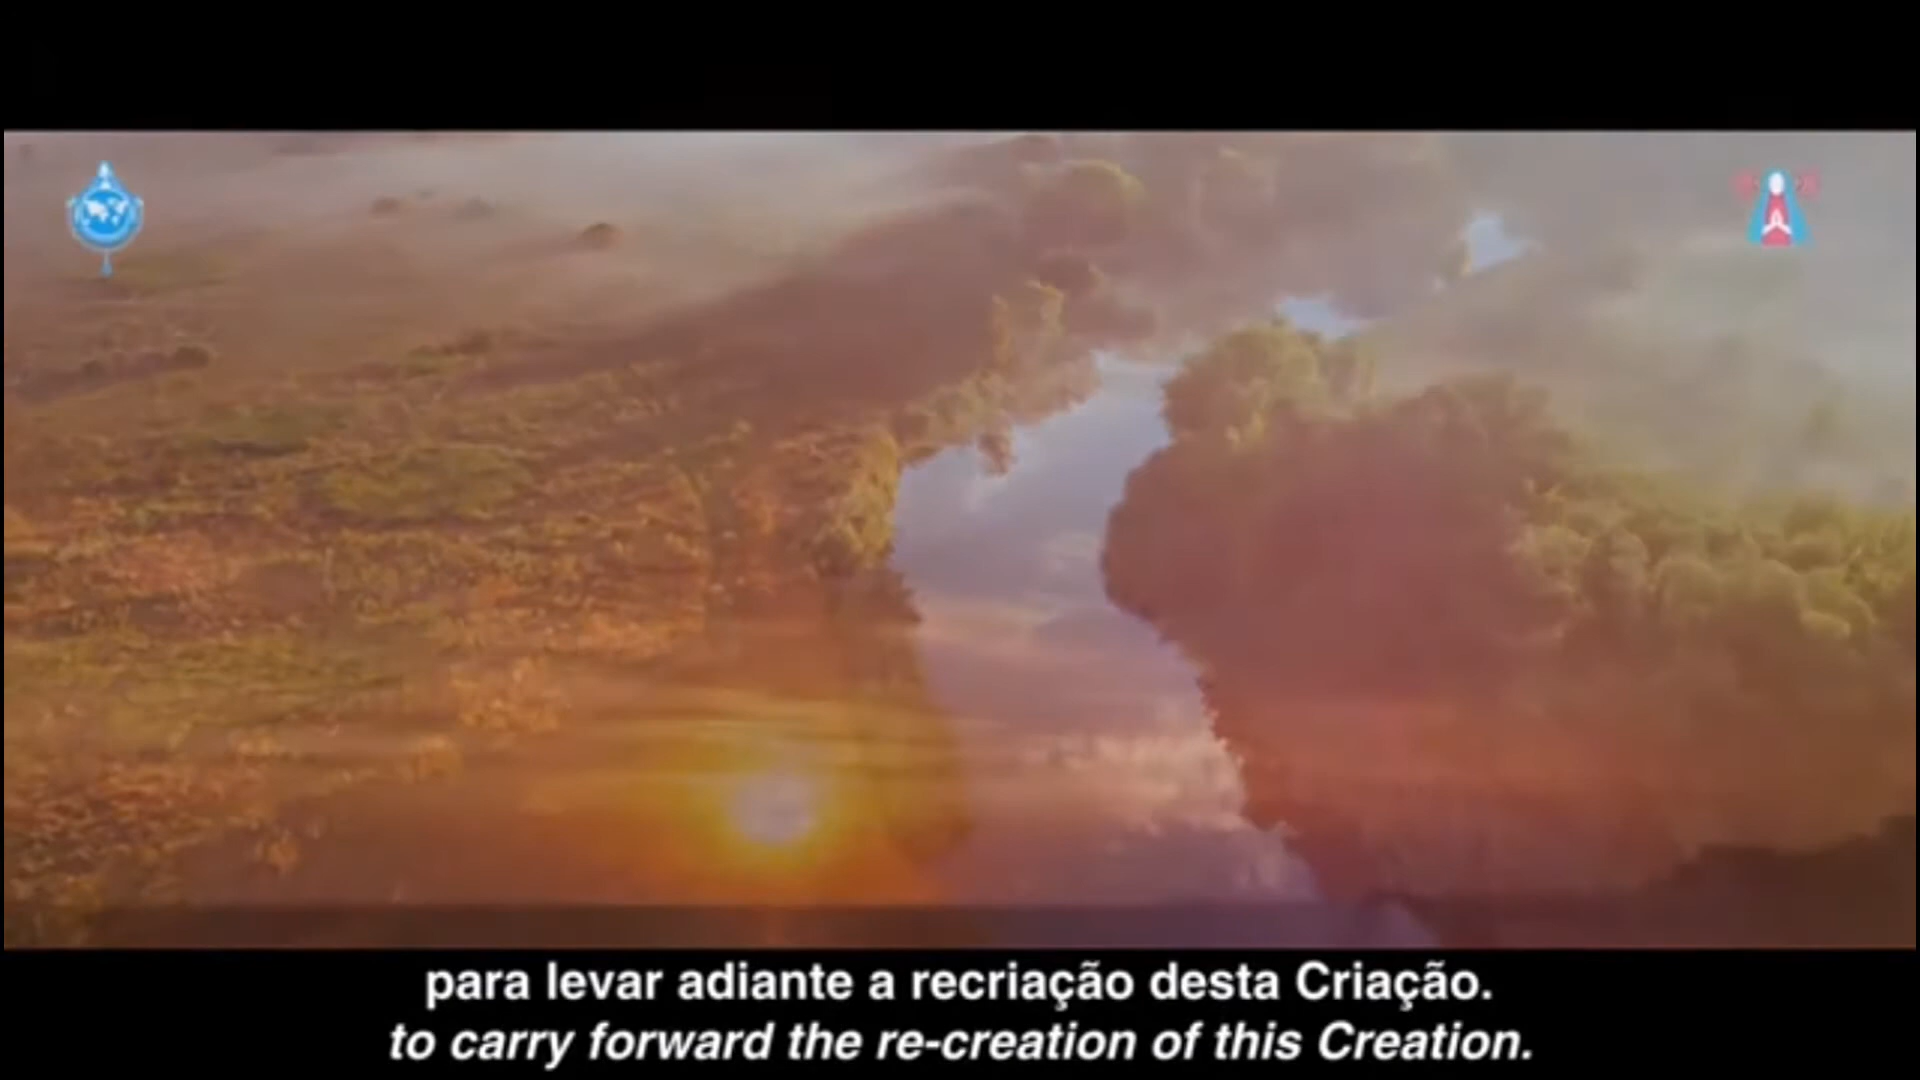 para levar adiante a recriação desta Criação.
to carry forward the re-creation of this Creation.